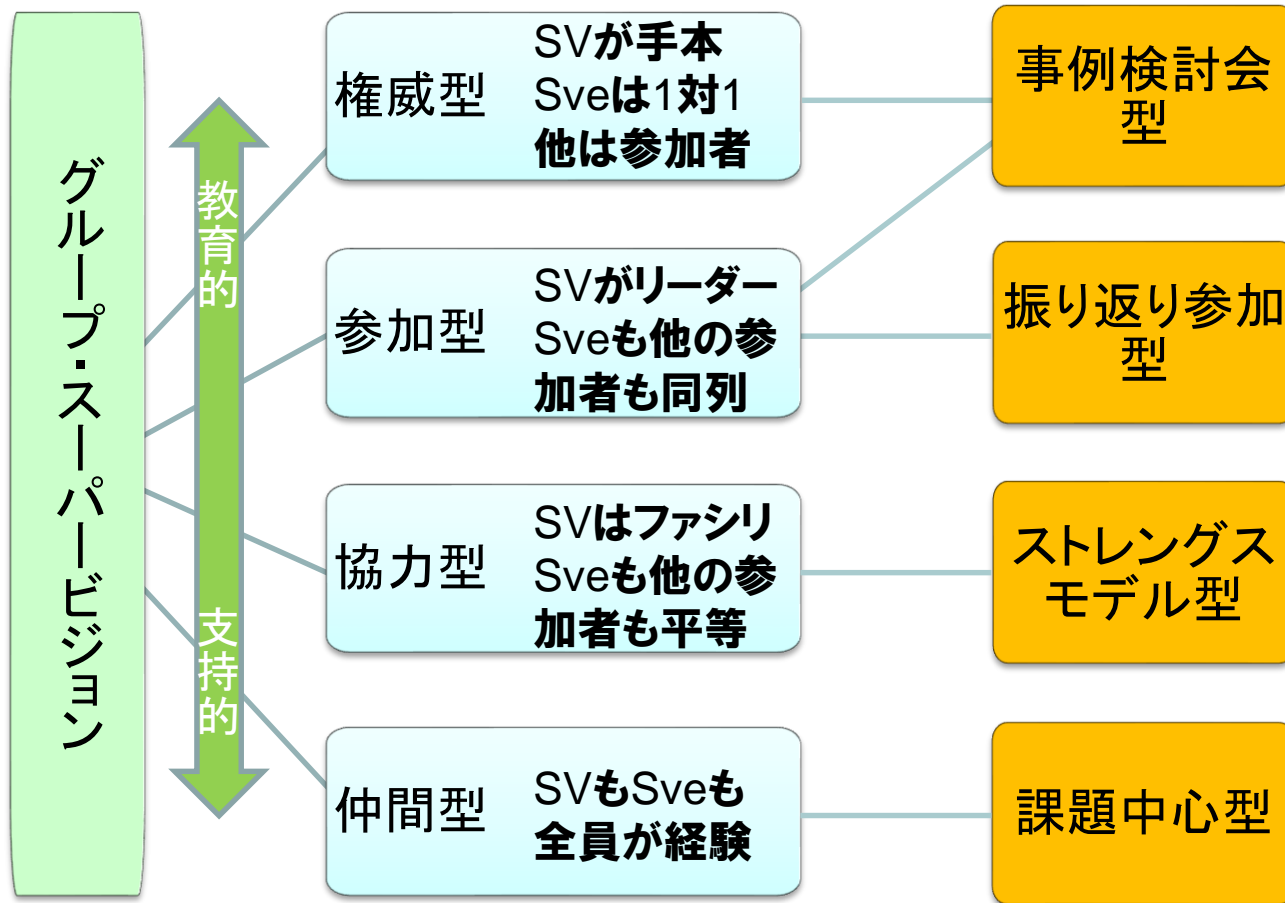 グループ・スーパービジョン
教育的
支持的
権威型
SVが手本
Sveは1対1
他は参加者
事例検討会
型
参加型
SVがリーダー
Sveも他の参
加者も同列
振り返り参加
型
協力型
SVはファシリ
Sveも他の参
加者も平等
ストレングス
モデル型
仲間型
SVもSveも
全員が経験
課題中心型